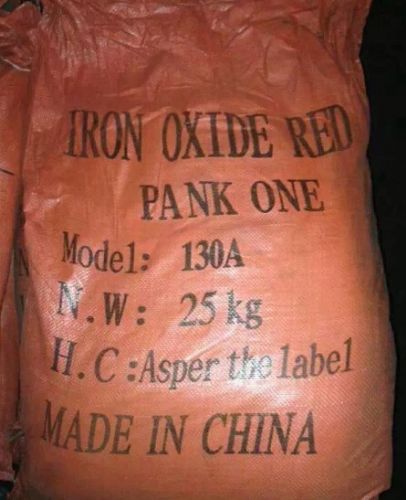 IRON OXIDE RED
PANK ONE
Model: 130A
N.W: 25kg
H.C:Asper the label
MADE IN CHINA